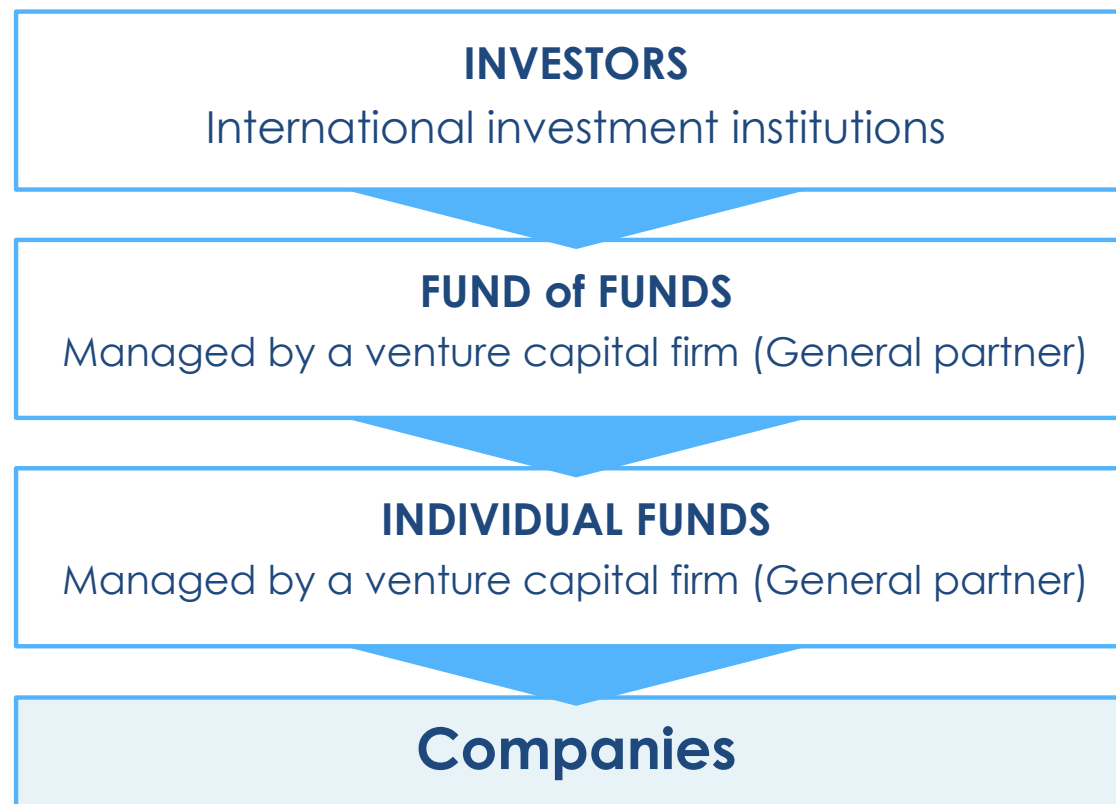 INVESTORS
International investment institutions
FUND of FUNDS
Managed by a venture capital firm (General partner)
INDIVIDUAL FUNDS
Managed by a venture capital firm (General partner)
Companies